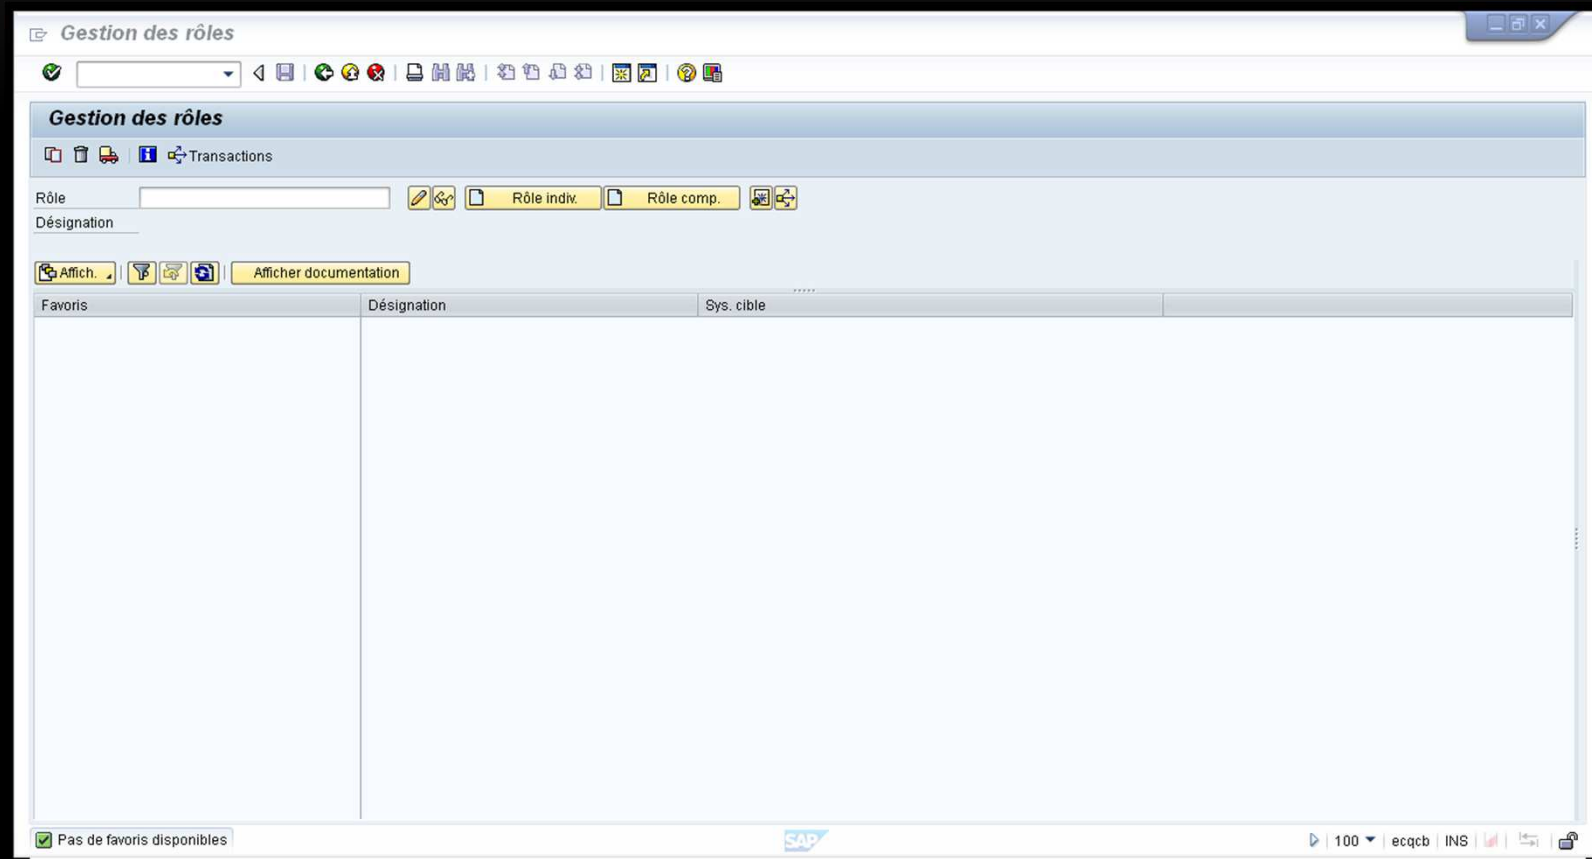 Gestion des rôles
Gestion des rôles
Transactions
Rôle Rôle indiv. Rôle comp.
Désignation
Affich. Afficher documentation
Favoris Désignation Sys. cible
Pas de favoris disponibles SAP 100 ecqcb INS